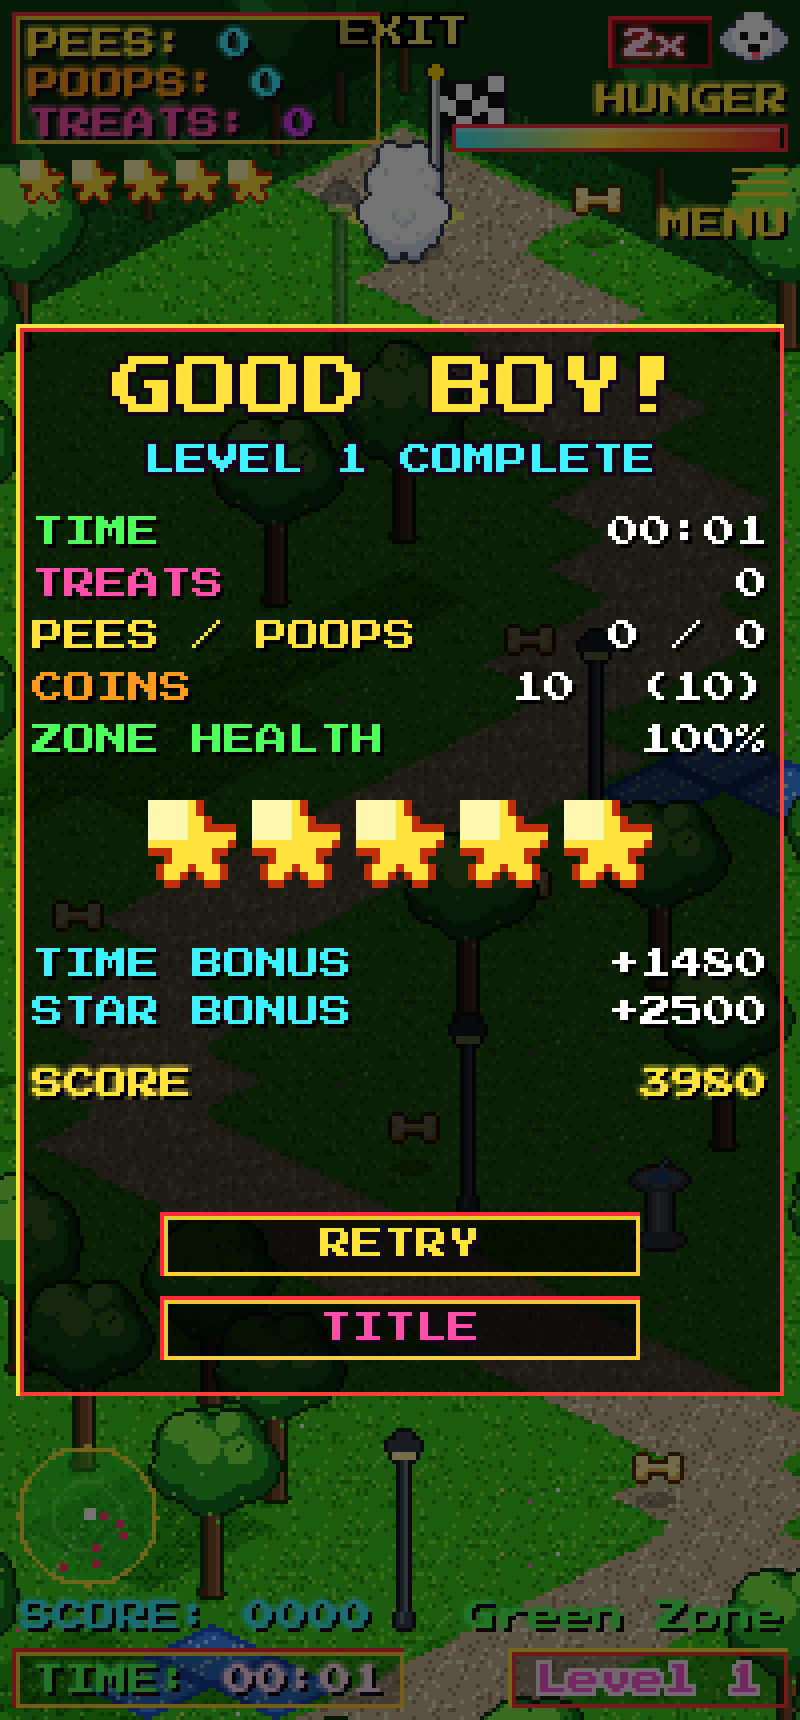 EXIT
PEES: 0
2x
POOPS: 0
HUNGER
TREATS: 0
MENU
GOOD BOY!
LEVEL 1 COMPLETE
TIME 00:01
TREATS 0
PEES / POOPS 0 / 0
COINS 10 (10)
ZONE HEALTH 100%
TIME BONUS +1480
STAR BONUS +2500
SCORE 3980
RETRY
TITLE
SCORE: 0000
Green Zone
TIME: 00:01
Level 1